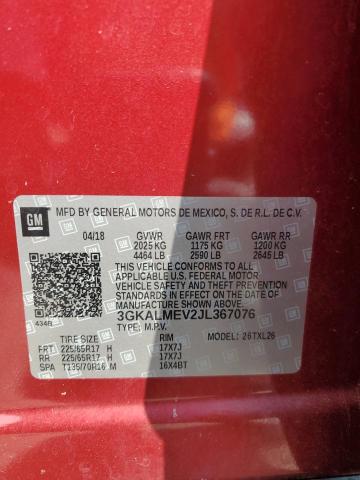 GM
MFD BY GENERAL MOTORS DE MEXICO, S. DE R.L. DE C.V.
04/18 GVWR GAWR FRT GAWR RR
2025 KG 1175 KG 1200 KG
4464 LB 2590 LB 2645 LB
THIS VEHICLE CONFORMS TO ALL APPLICABLE
U.S. FEDERAL MOTOR VEHICLE SAFETY AND
THEFT PREVENTION STANDARDS IN EFFECT
ON THE DATE OF MANUFACTURE SHOWN ABOVE.
434B 3GKALMEV2JL367076
TYPE: M.P.V.
TIRE SIZE RIM MODEL: 26TXL26
FRT 225/65R17 H 17X7J
RR 225/65R17 H 17X7J
SPA T135/70R16 M 16X4BT